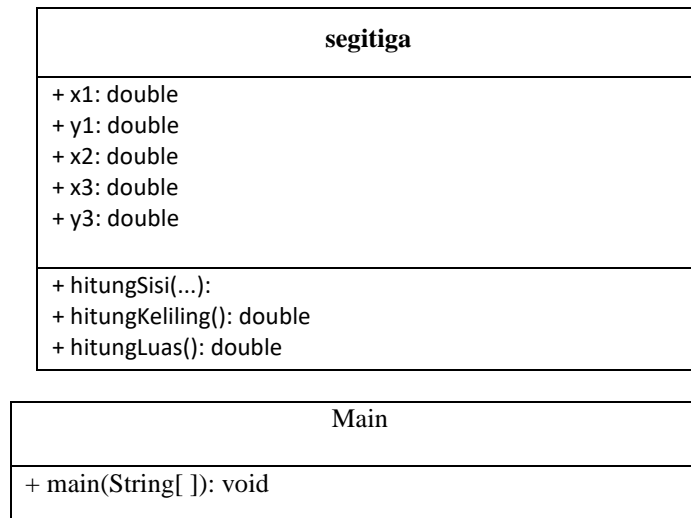 segitiga
+ x1: double
+ y1: double
+ x2: double
+ x3: double
+ y3: double
+ hitungSisi(...):
+ hitungKeliling(): double
+ hitungLuas(): double
Main
+ main(String[ ]): void